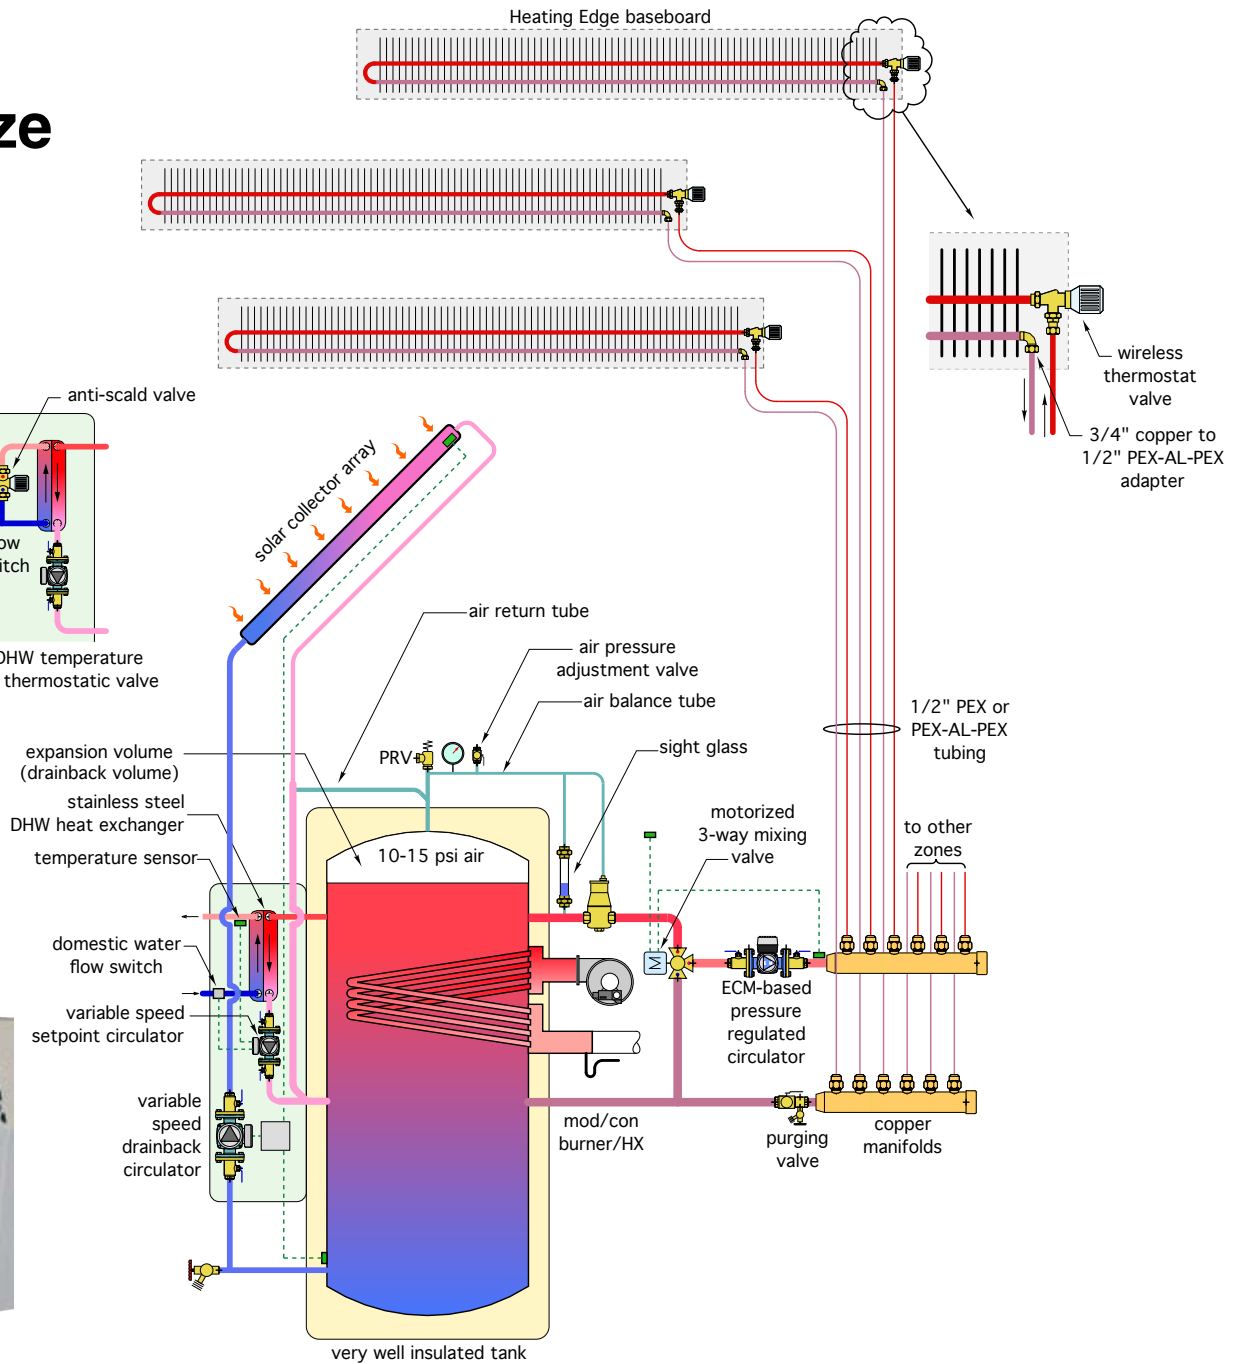 Heating Edge baseboard
ze
wireless
thermostat
valve
3/4" copper to
1/2" PEX-AL-PEX
adapter
anti-scald valve
solar collector array
ow
itch
DHW temperature
thermostatic valve
air return tube
air pressure
adjustment valve
air balance tube
1/2" PEX or
PEX-AL-PEX
tubing
expansion volume
(drainback volume)
PRV
sight glass
stainless steel
DHW heat exchanger
motorized
3-way mixing
valve
to other
zones
temperature sensor
10-15 psi air
domestic water
flow switch
M
ECM-based
pressure
regulated
circulator
variable speed
setpoint circulator
variable
speed
drainback
circulator
mod/con
burner/HX
purging
valve
copper
manifolds
very well insulated tank